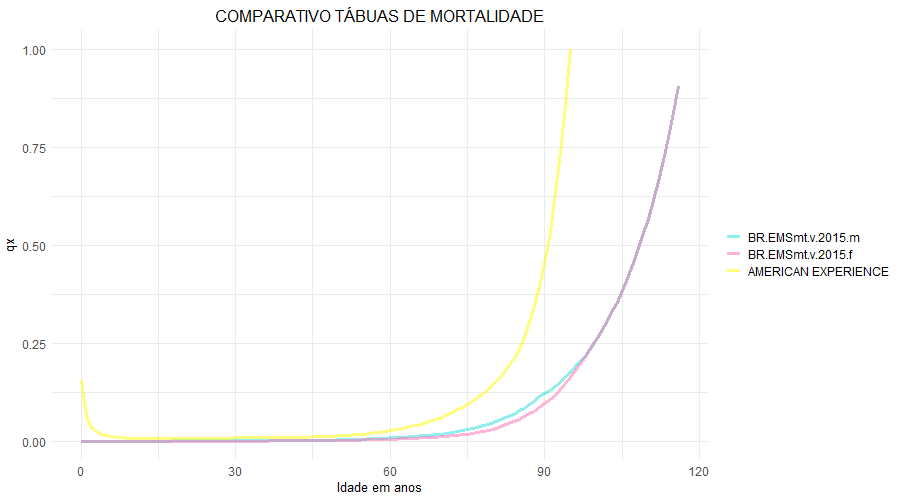 COMPARATIVO TÁBUAS DE MORTALIDADE
1.00
0.75
0.50
0.25
0.00
qx
0 30 60 90 120
Idade em anos
BR.EMSmt.v.2015.m
BR.EMSmt.v.2015.f
AMERICAN EXPERIENCE